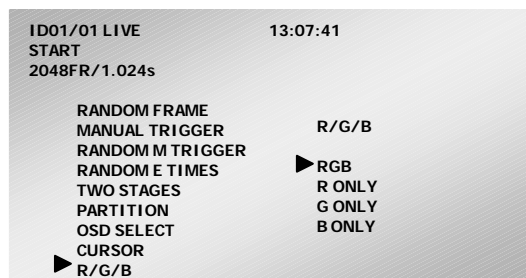 ID01/01 LIVE 13:07:41
START
2048FR/1.024s
RANDOM FRAME
MANUAL TRIGGER
RANDOM M TRIGGER
RANDOM E TIMES
TWO STAGES
PARTITION
OSD SELECT
CURSOR
R/G/B
R/G/B
RGB
R ONLY
G ONLY
B ONLY